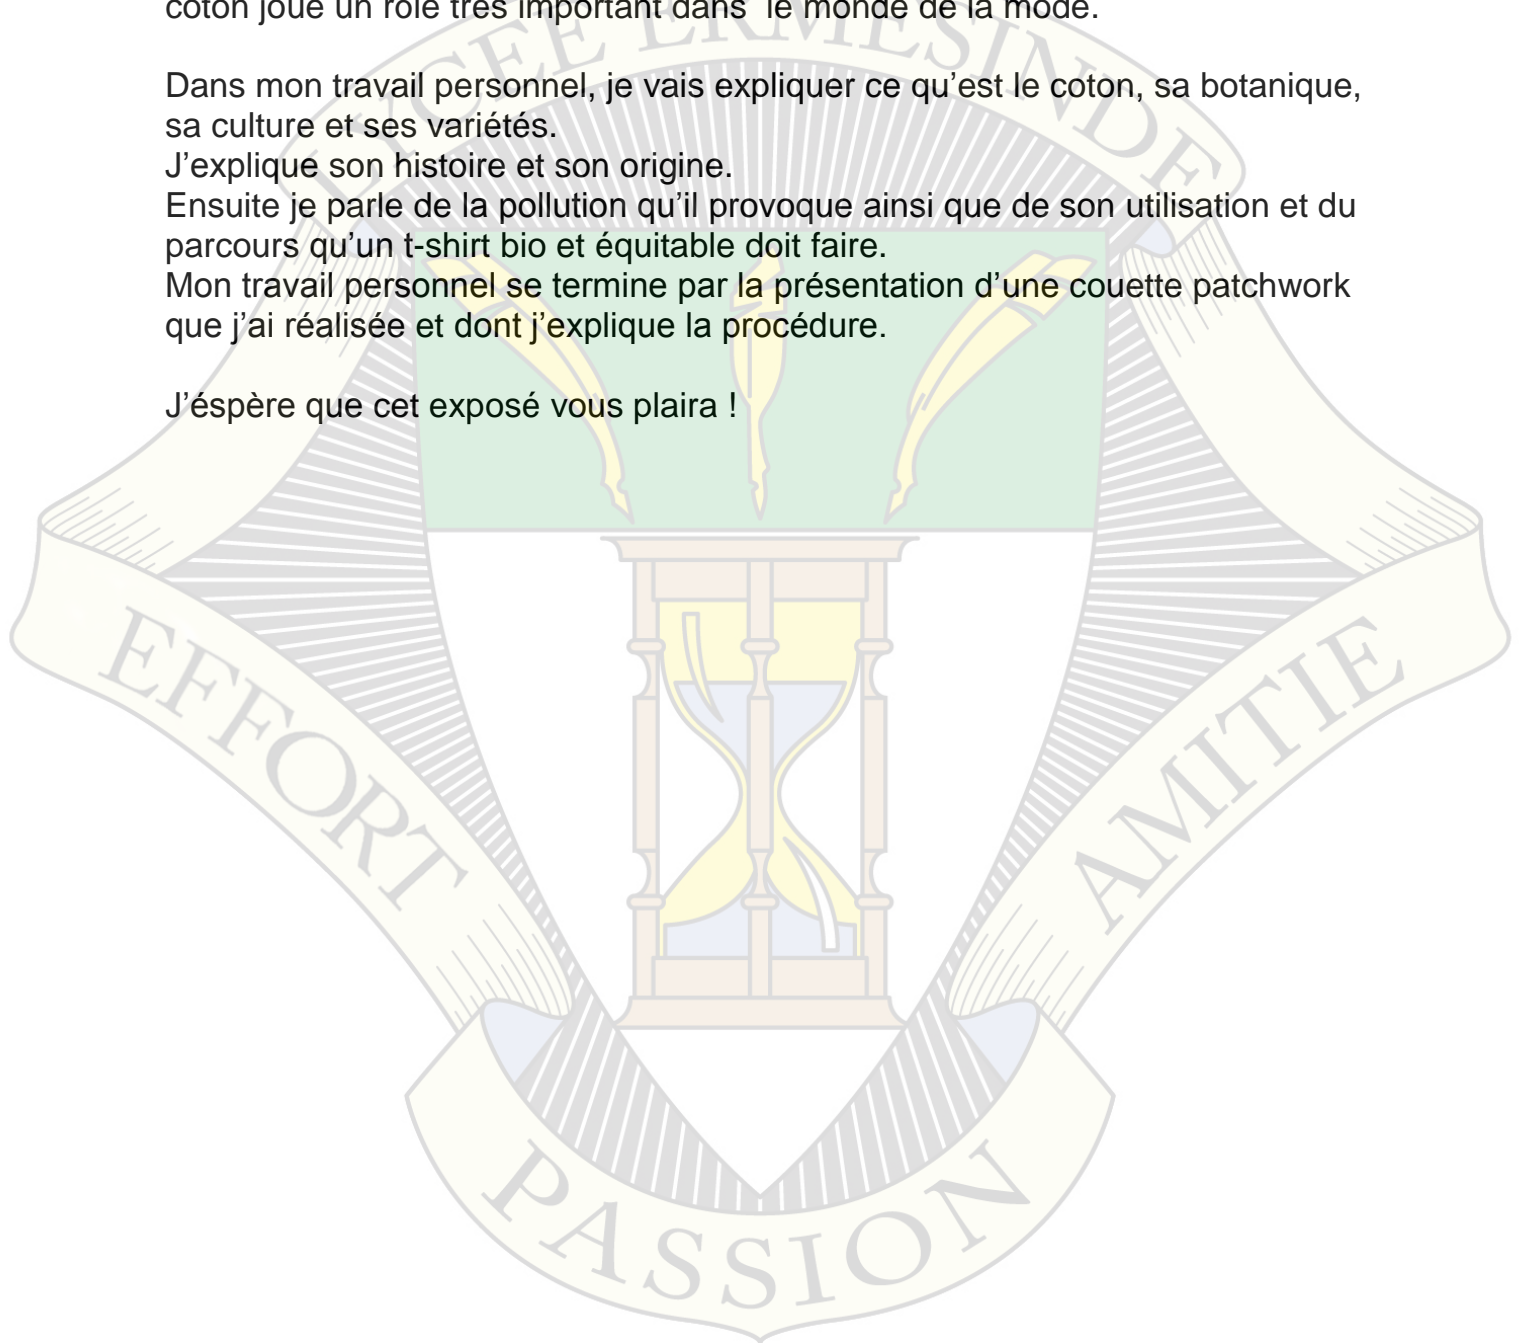 coton joue un rôle très important dans  le monde de la mode.
LYCEE ERMESINDE
Dans mon travail personnel, je vais expliquer ce qu’est le coton, sa botanique,
sa culture et ses variétés.
J’explique son histoire et son origine.
Ensuite je parle de la pollution qu’il provoque ainsi que de son utilisation et du
parcours qu’un t-shirt bio et équitable doit faire.
Mon travail personnel se termine par la présentation d’une couette patchwork
que j’ai réalisée et dont j’explique la procédure.
J’éspère que cet exposé vous plaira !
EFFORT
AMITIE
PASSION